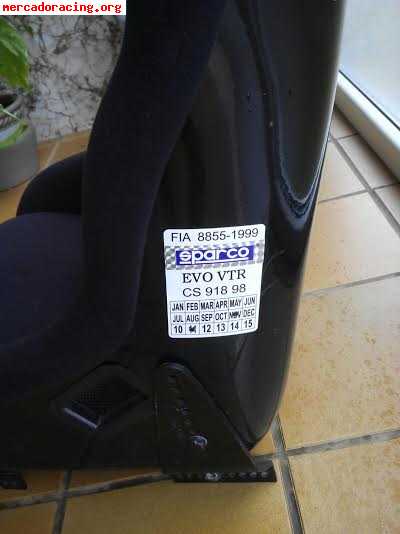 mercadoracing.org
FIA 8855-1999
sparco
EVO VTR
CS 918 98
JAN FEB MAR APR MAY JUN
JUL AUG SEP OCT NOV DEC
10 12 13 14 15